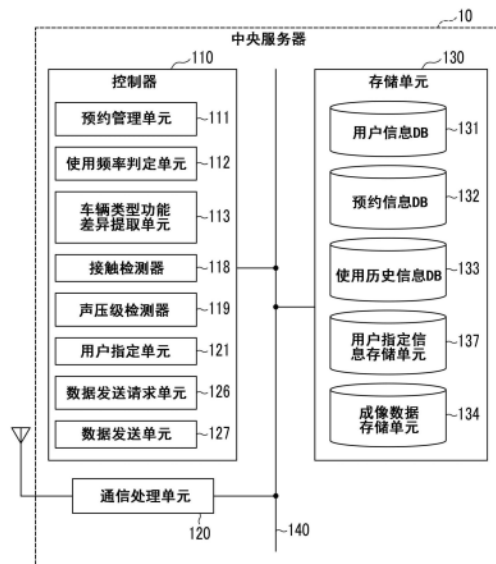 10
中央服务器
110
控制器
预约管理单元
111
使用频率判定单元
112
车辆类型功能
差异提取单元
113
接触检测器
118
声压级检测器
119
用户指定单元
121
数据发送请求单元
126
数据发送单元
127
通信处理单元
120
140
130
存储单元
用户信息DB
131
预约信息DB
132
使用历史信息DB
133
用户指定信
息存储单元
137
成像数据
存储单元
134